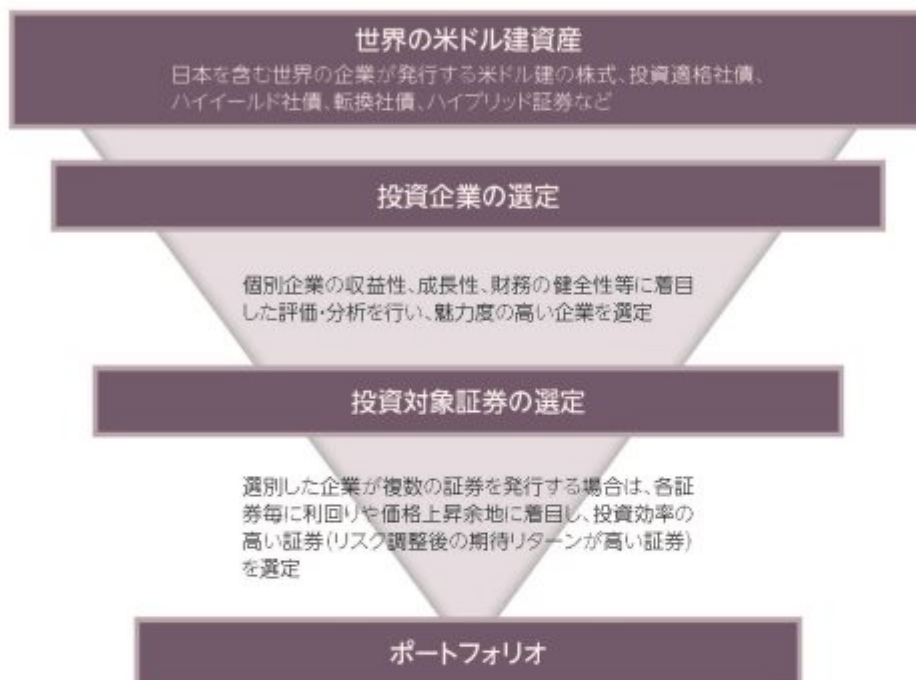 世界の米ドル建資産
日本を含む世界の企業が発行する米ドル建の株式、投資適格社債、
ハイイールド社債、転換社債、ハイブリッド証券など
投資企業の選定
個別企業の収益性、成長性、財務の健全性等に着目
した評価・分析を行い、魅力度の高い企業を選定
投資対象証券の選定
選別した企業が複数の証券を発行する場合は、各証
券毎に利回りや価格上昇余地に着目し、投資効率の
高い証券(リスク調整後の期待リターンが高い証券)
を選定
ポートフォリオ